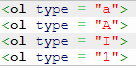 <ol type = "a">
<ol type = "A">
<ol type = "I">
<ol type = "1">